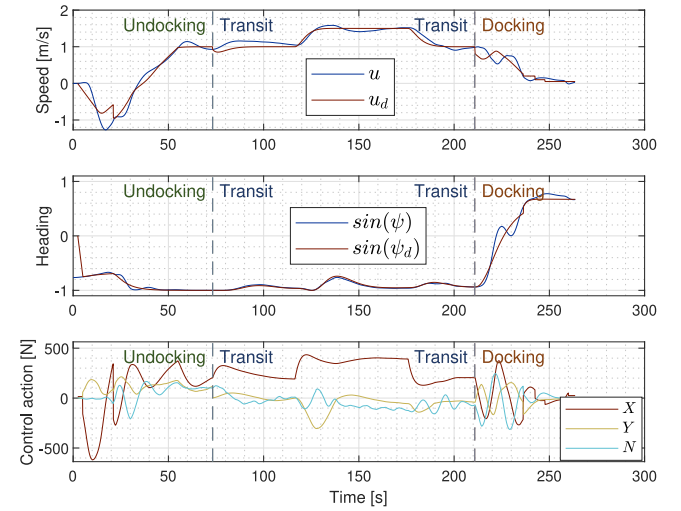 2
1
0
-1
Speed [m/s]
Undocking
Transit
Transit
Docking
u
u_d
0 50 100 150 200 250 300
1
0
-1
Heading
Undocking
Transit
Transit
Docking
sin(ψ)
sin(ψ_d)
0 50 100 150 200 250 300
500
0
-500
Control action [N]
Undocking
Transit
Transit
Docking
X
Y
N
0 50 100 150 200 250 300
Time [s]